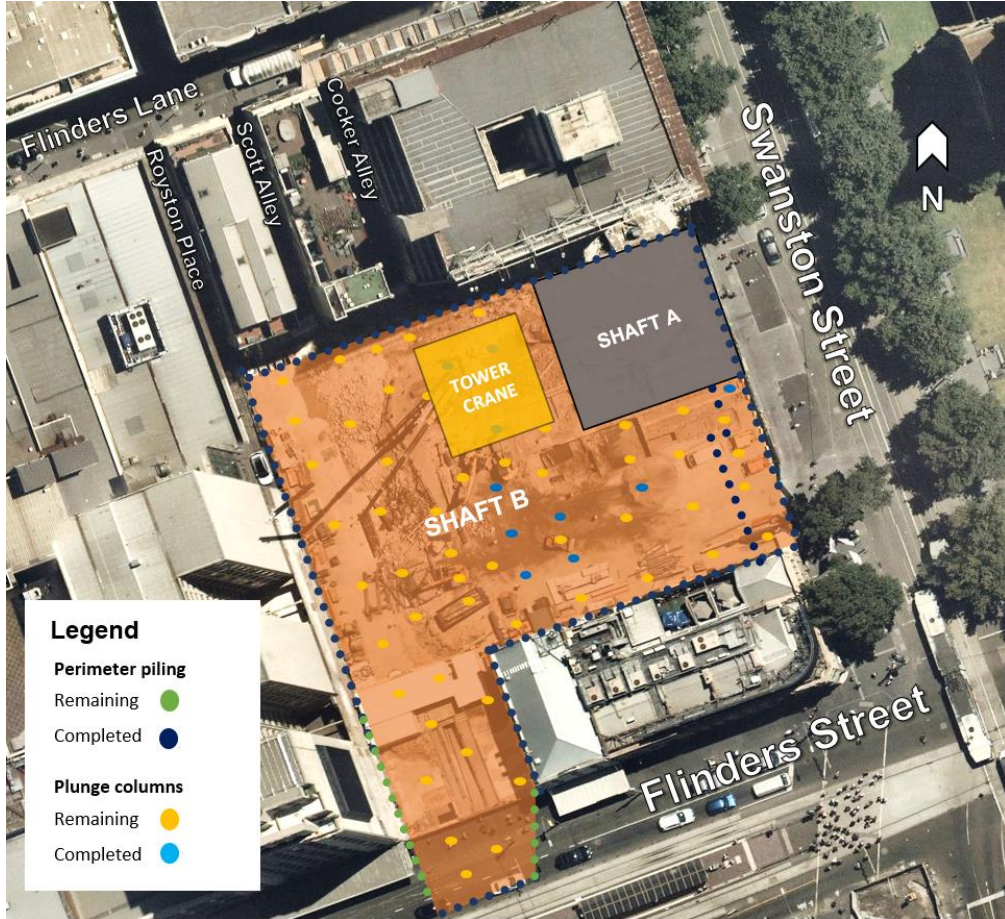 Flinders Lane
Royston Place
Scott Alley
Cocker Alley
Swanston Street
N
SHAFT A
TOWER
CRANE
SHAFT B
Flinders Street
Legend
Perimeter piling
Remaining
Completed
Plunge columns
Remaining
Completed